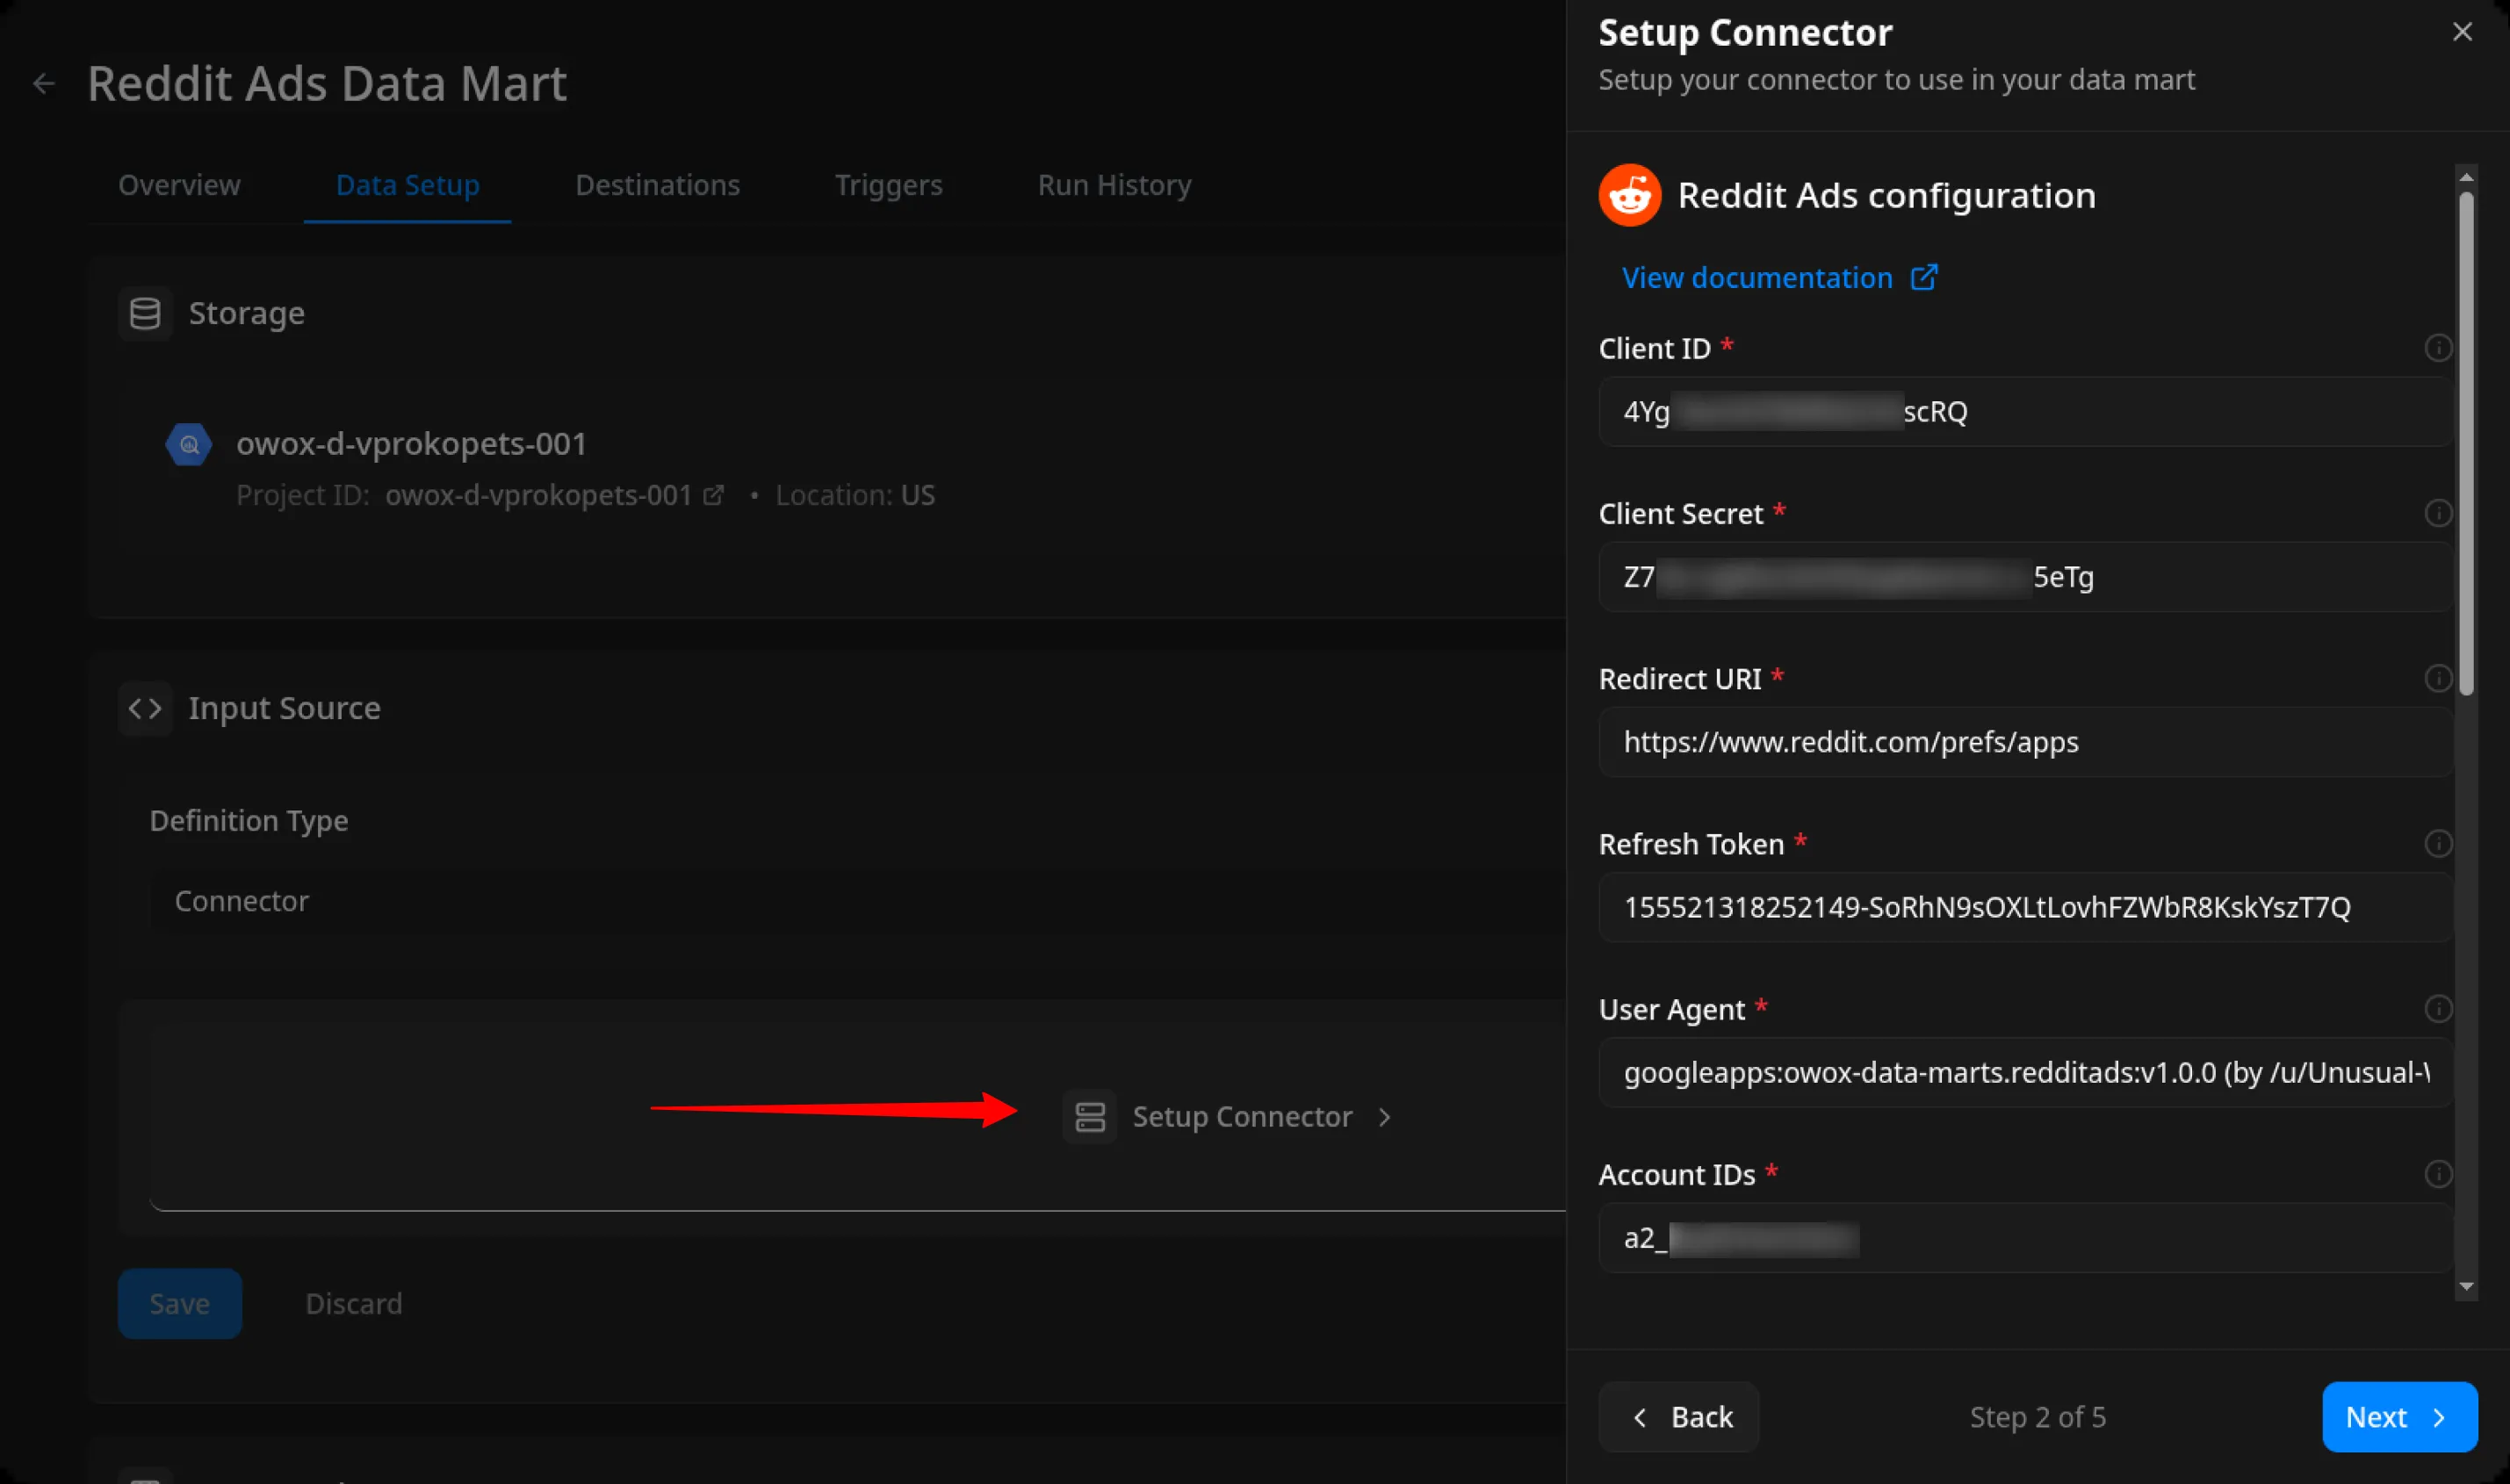 Reddit Ads Data Mart
Overview
Data Setup
Destinations
Triggers
Run History
Storage
owox-d-vprokopets-001
Project ID: owox-d-vprokopets-001 • Location: US
Input Source
Definition Type
Connector
Setup Connector
Save
Discard
Setup Connector
Setup your connector to use in your data mart
Reddit Ads configuration
View documentation
Client ID *
4Yg scRQ
Client Secret *
Z7 5eTg
Redirect URI *
https://www.reddit.com/prefs/apps
Refresh Token *
155521318252149-SoRhN9sOXLtLovhFZWbR8KskYszT7Q
User Agent *
googleapps:owox-data-marts.redditads:v1.0.0 (by /u/Unusual-
Account IDs *
a2_
Back
Step 2 of 5
Next